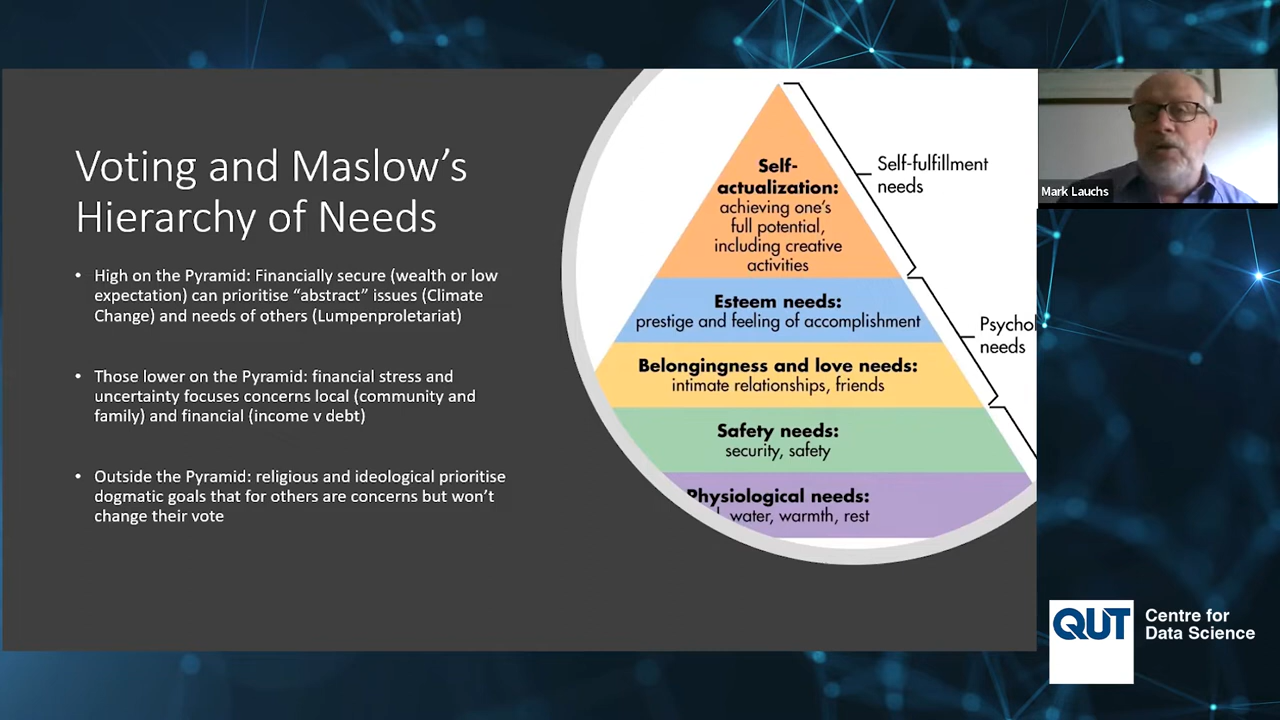 Voting and Maslow's
Hierarchy of Needs
• High on the Pyramid: Financially secure (wealth or low
expectation) can prioritise “abstract” issues (Climate
Change) and needs of others (Lumpenproletariat)
• Those lower on the Pyramid: financial stress and
uncertainty focuses concerns local (community and
family) and financial (income v debt)
• Outside the Pyramid: religious and ideological prioritise
dogmatic goals that for others are concerns but won't
change their vote
Self-
actualization:
achieving one's
full potential,
including creative
activities
Esteem needs:
prestige and feeling of accomplishment
Belongingness and love needs:
intimate relationships, friends
Safety needs:
security, safety
Physiological needs:
water, warmth, rest
Self-fulfillment
needs
Psychol
needs
Mark Lauchs
QUT
Centre for
Data Science